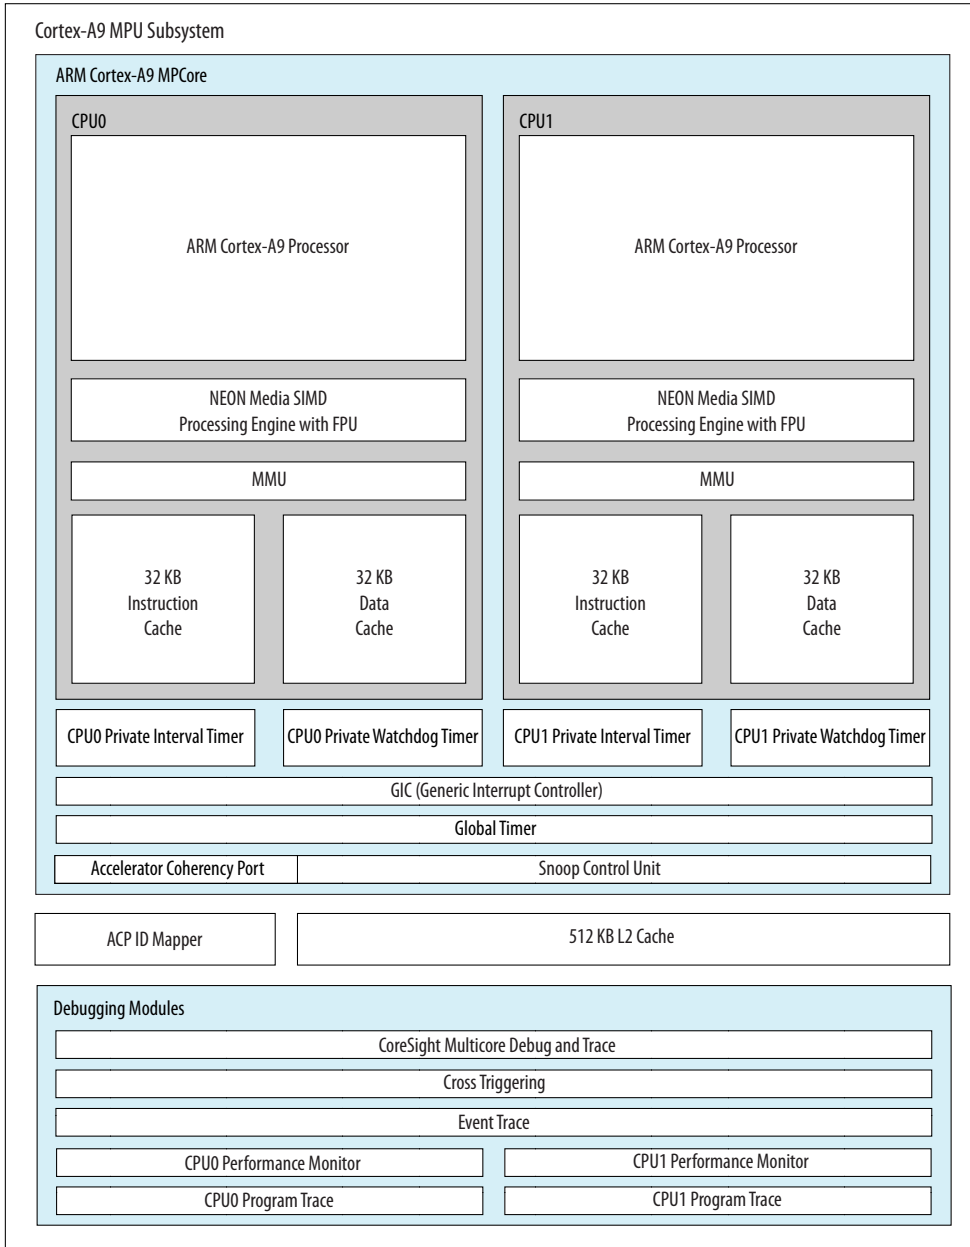 Cortex-A9 MPU Subsystem
ARM Cortex-A9 MPCore
CPU0
ARM Cortex-A9 Processor
NEON Media SIMD
Processing Engine with FPU
MMU
32 KB
Instruction
Cache
32 KB
Data
Cache
CPU1
ARM Cortex-A9 Processor
NEON Media SIMD
Processing Engine with FPU
MMU
32 KB
Instruction
Cache
32 KB
Data
Cache
CPU0 Private Interval Timer
CPU0 Private Watchdog Timer
CPU1 Private Interval Timer
CPU1 Private Watchdog Timer
GIC (Generic Interrupt Controller)
Global Timer
Accelerator Coherency Port
Snoop Control Unit
ACP ID Mapper
512 KB L2 Cache
Debugging Modules
CoreSight Multicore Debug and Trace
Cross Triggering
Event Trace
CPU0 Performance Monitor
CPU1 Performance Monitor
CPU0 Program Trace
CPU1 Program Trace